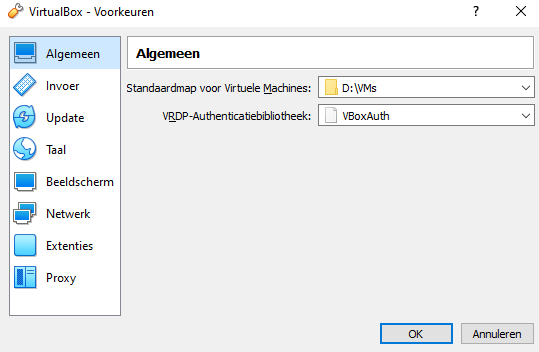 VirtualBox - Voorkeuren
?
Algemeen
Invoer
Update
Taal
Beeldscherm
Netwerk
Extenties
Proxy
Algemeen
Standaardmap voor Virtuele Machines: D:\VMs
VRDP-Authenticatiebibliotheek: VBoxAuth
OK Annuleren